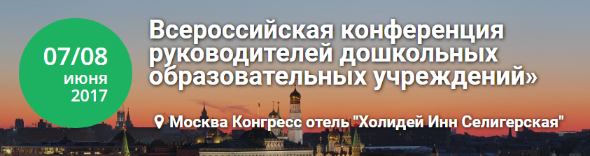 07/08
июня
2017
Всероссийская конференция
руководителей дошкольных
образовательных учреждений»
Москва Конгресс отель "Холидей Инн Селигерская"